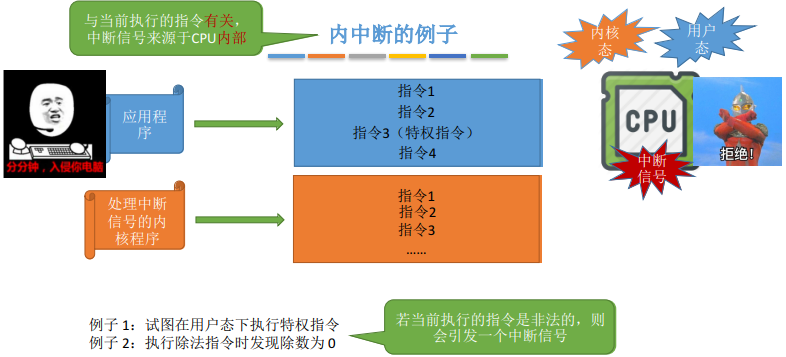 与当前执行的指令有关，
中断信号来源于CPU内部
内中断的例子
内核
态
用户
态
应用程
序
指令1
指令2
指令3（特权指令）
指令4
CPU
中断
信号
拒绝！
分分钟，入侵你电脑
处理中断
信号的内
核程序
指令1
指令2
指令3
……
例子 1：试图在用户态下执行特权指令
例子 2：执行除法指令时发现除数为 0
若当前执行的指令是非法的，则
会引发一个中断信号